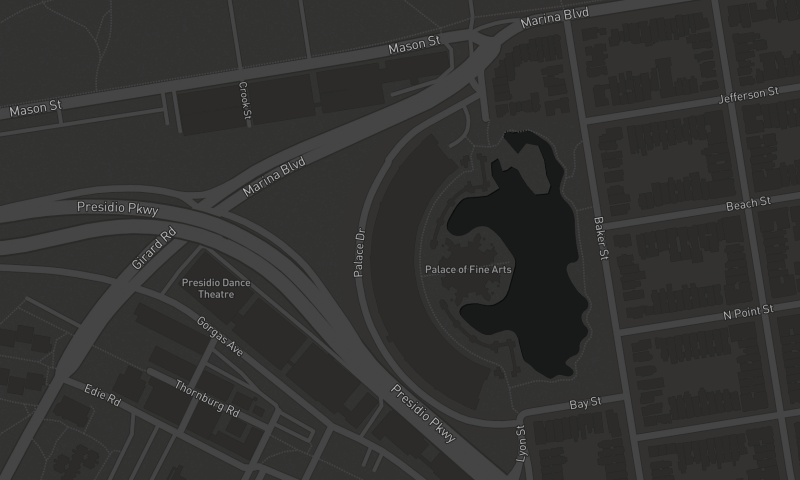 Marina Blvd
Mason St
Mason St
Crook St
Jefferson St
Marina Blvd
Presidio Pkwy
Beach St
Girard Rd
Palace Dr
Baker St
Palace of Fine Arts
Presidio Dance
Theatre
N Point St
Gorgas Ave
Edie Rd
Thornburg Rd
Presidio Pkwy
Bay St
Lyon St